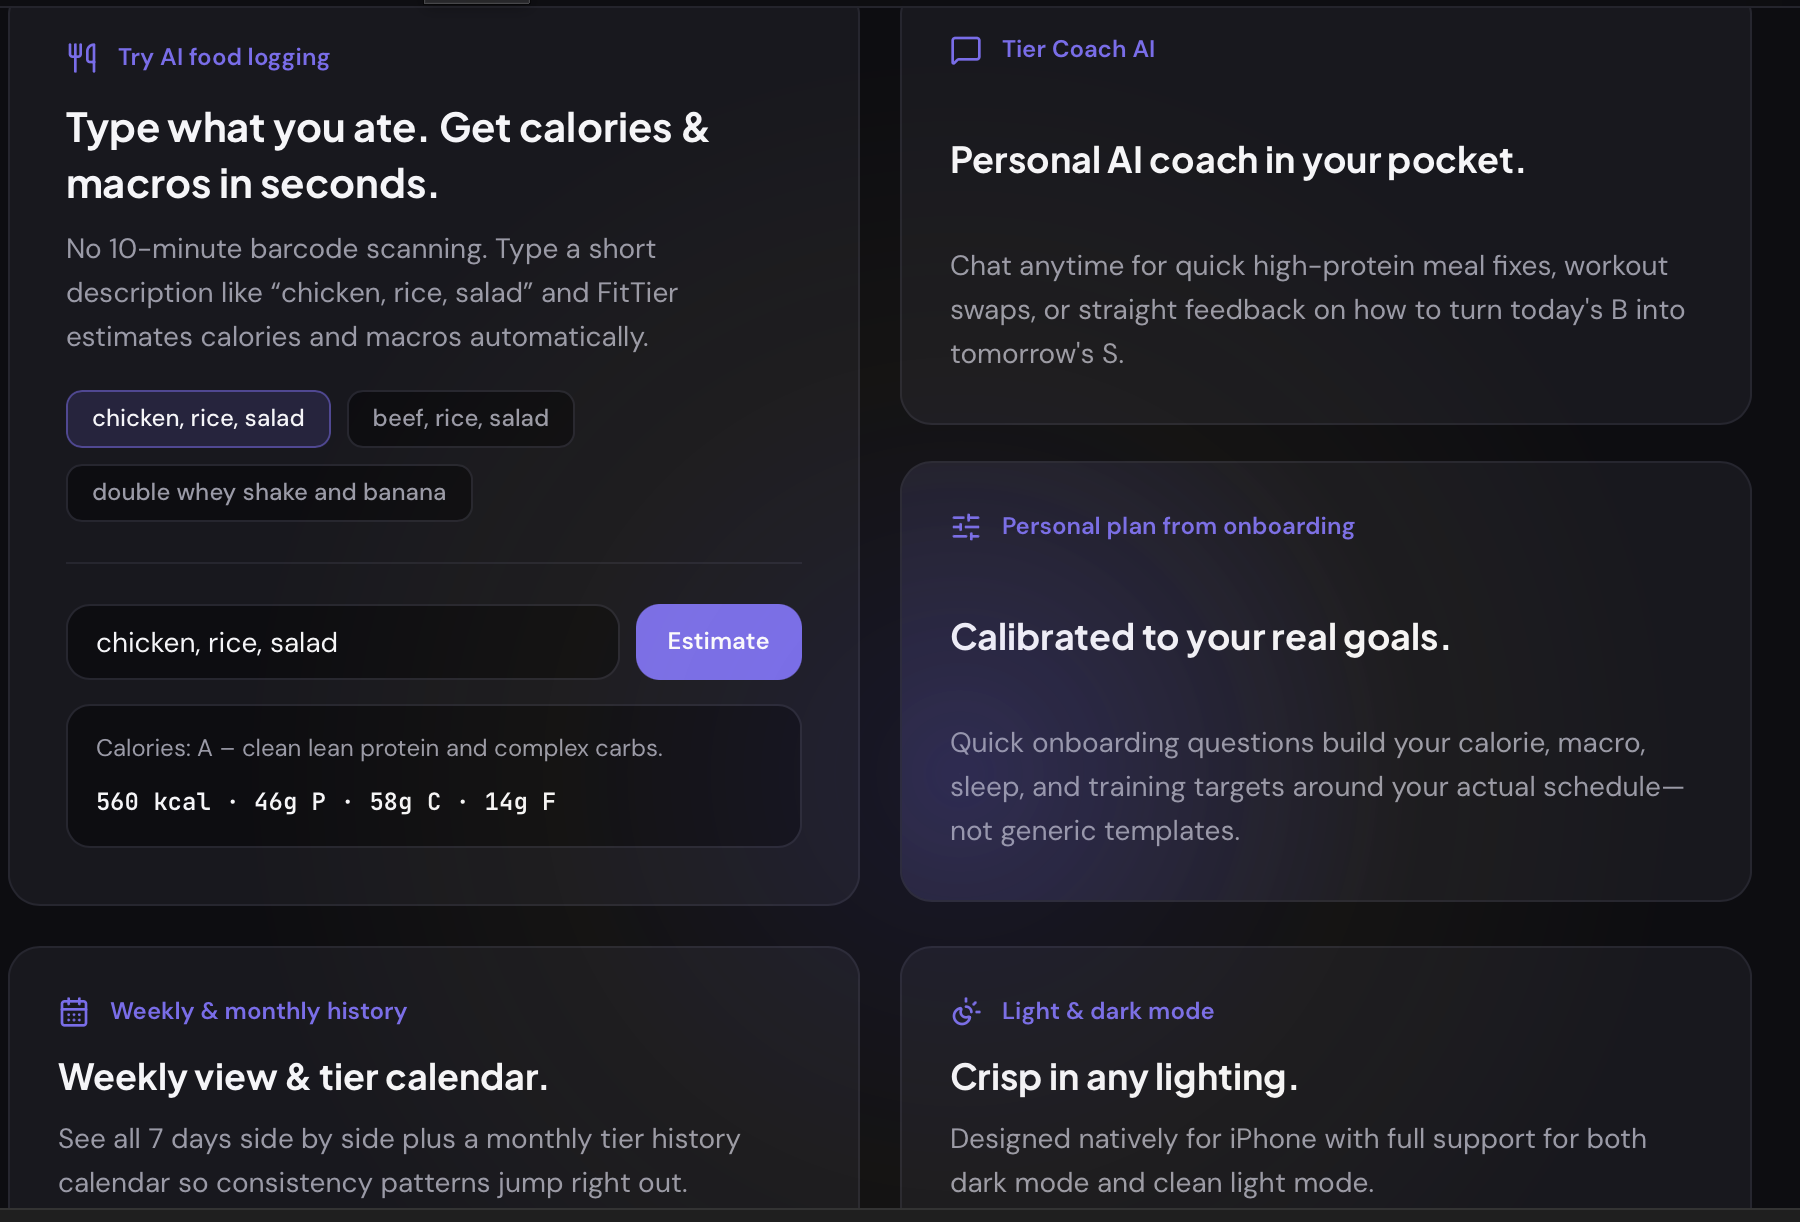 Try AI food logging
Type what you ate. Get calories &
macros in seconds.
No 10-minute barcode scanning. Type a short
description like “chicken, rice, salad” and FitTier
estimates calories and macros automatically.
chicken, rice, salad
beef, rice, salad
double whey shake and banana
chicken, rice, salad
Estimate
Calories: A – clean lean protein and complex carbs.
560 kcal · 46g P · 58g C · 14g F
Tier Coach AI
Personal AI coach in your pocket.
Chat anytime for quick high-protein meal fixes, workout
swaps, or straight feedback on how to turn today's B into
tomorrow's S.
Personal plan from onboarding
Calibrated to your real goals.
Quick onboarding questions build your calorie, macro,
sleep, and training targets around your actual schedule—
not generic templates.
Weekly & monthly history
Weekly view & tier calendar.
See all 7 days side by side plus a monthly tier history
calendar so consistency patterns jump right out.
Light & dark mode
Crisp in any lighting.
Designed natively for iPhone with full support for both
dark mode and clean light mode.